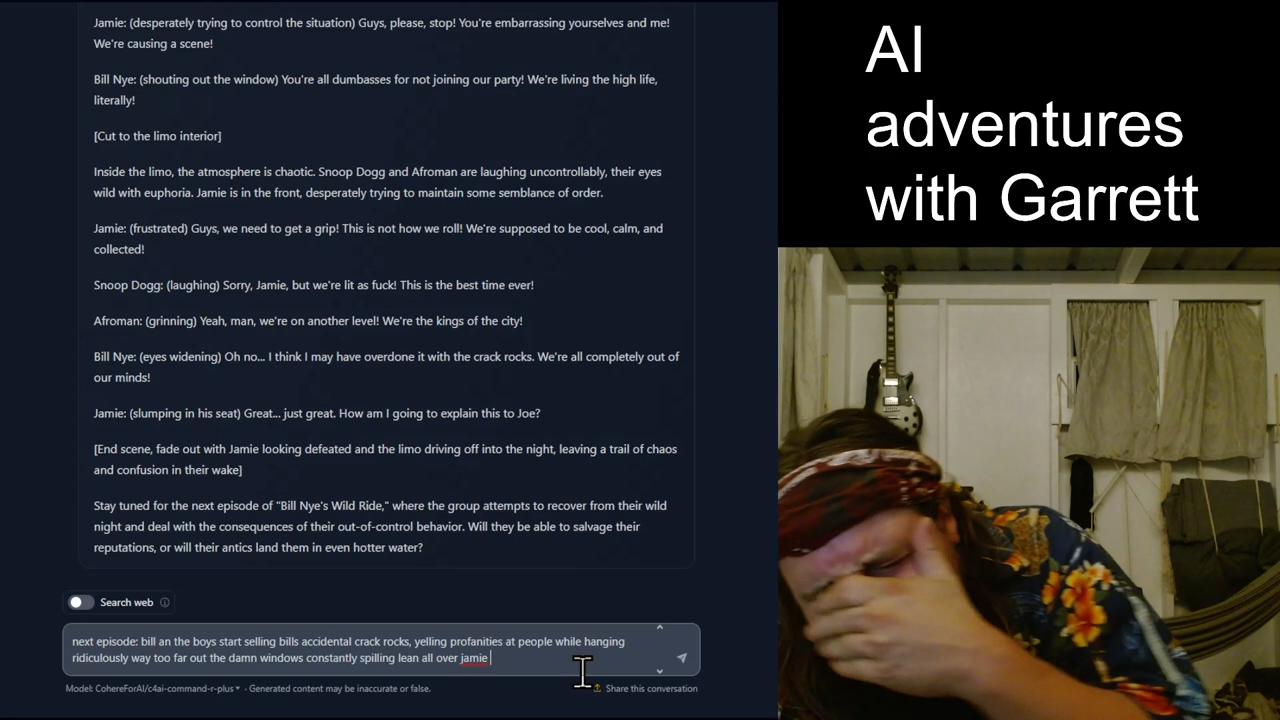 Jamie: (desperately trying to control the situation) Guys, please, stop! You're embarrassing yourselves and me!
We're causing a scene!
Bill Nye: (shouting out the window) You're all dumbasses for not joining our party! We're living the high life,
literally!
[Cut to the limo interior]
Inside the limo, the atmosphere is chaotic. Snoop Dogg and Afroman are laughing uncontrollably, their eyes
wild with euphoria. Jamie is in the front, desperately trying to maintain some semblance of order.
Jamie: (frustrated) Guys, we need to get a grip! This is not how we roll! We're supposed to be cool, calm, and
collected!
Snoop Dogg: (laughing) Sorry, Jamie, but we're lit as fuck! This is the best time ever!
Afroman: (grinning) Yeah, man, we're on another level! We're the kings of the city!
Bill Nye: (eyes widening) Oh no... I think I may have overdone it with the crack rocks. We're all completely out of
our minds!
Jamie: (slumping in his seat) Great... just great. How am I going to explain this to Joe?
[End scene, fade out with Jamie looking defeated and the limo driving off into the night, leaving a trail of chaos
and confusion in their wake]
Stay tuned for the next episode of "Bill Nye's Wild Ride," where the group attempts to recover from their wild
night and deal with the consequences of their out-of-control behavior. Will they be able to salvage their
reputations, or will their antics land them in even hotter water?
Search web
next episode: bill an the boys start selling bills accidental crack rocks, yelling profanities at people while hanging
ridiculously way too far out the damn windows constantly spilling lean all over jamie
Model: CohereForAI/c4ai-command-r-plus · Generated content may be inaccurate or false.
Share this conversation
AI
adventures
with Garrett